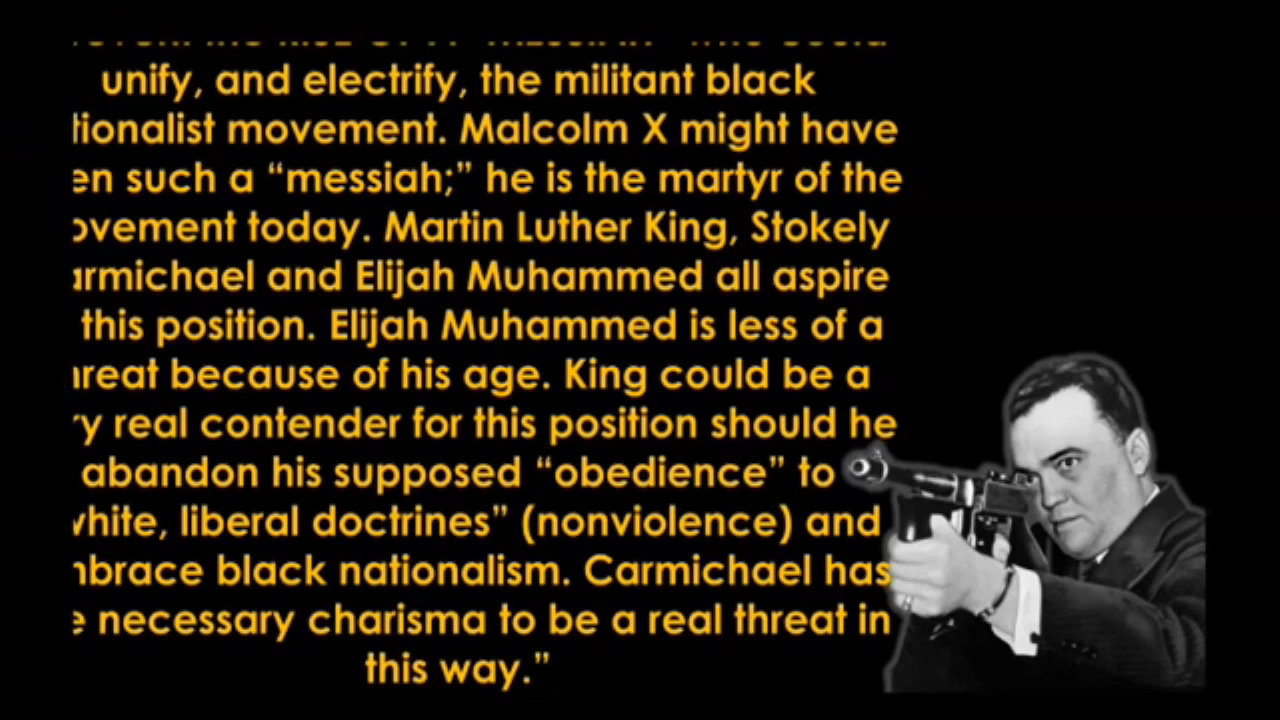 unify, and electrify, the militant black
tionalist movement. Malcolm X might have
en such a “messiah;” he is the martyr of the
ovement today. Martin Luther King, Stokely
armichael and Elijah Muhammed all aspire
this position. Elijah Muhammed is less of a
reat because of his age. King could be a
y real contender for this position should he
abandon his supposed “obedience” to
white, liberal doctrines” (nonviolence) and
mbrace black nationalism. Carmichael has
e necessary charisma to be a real threat in
this way.”